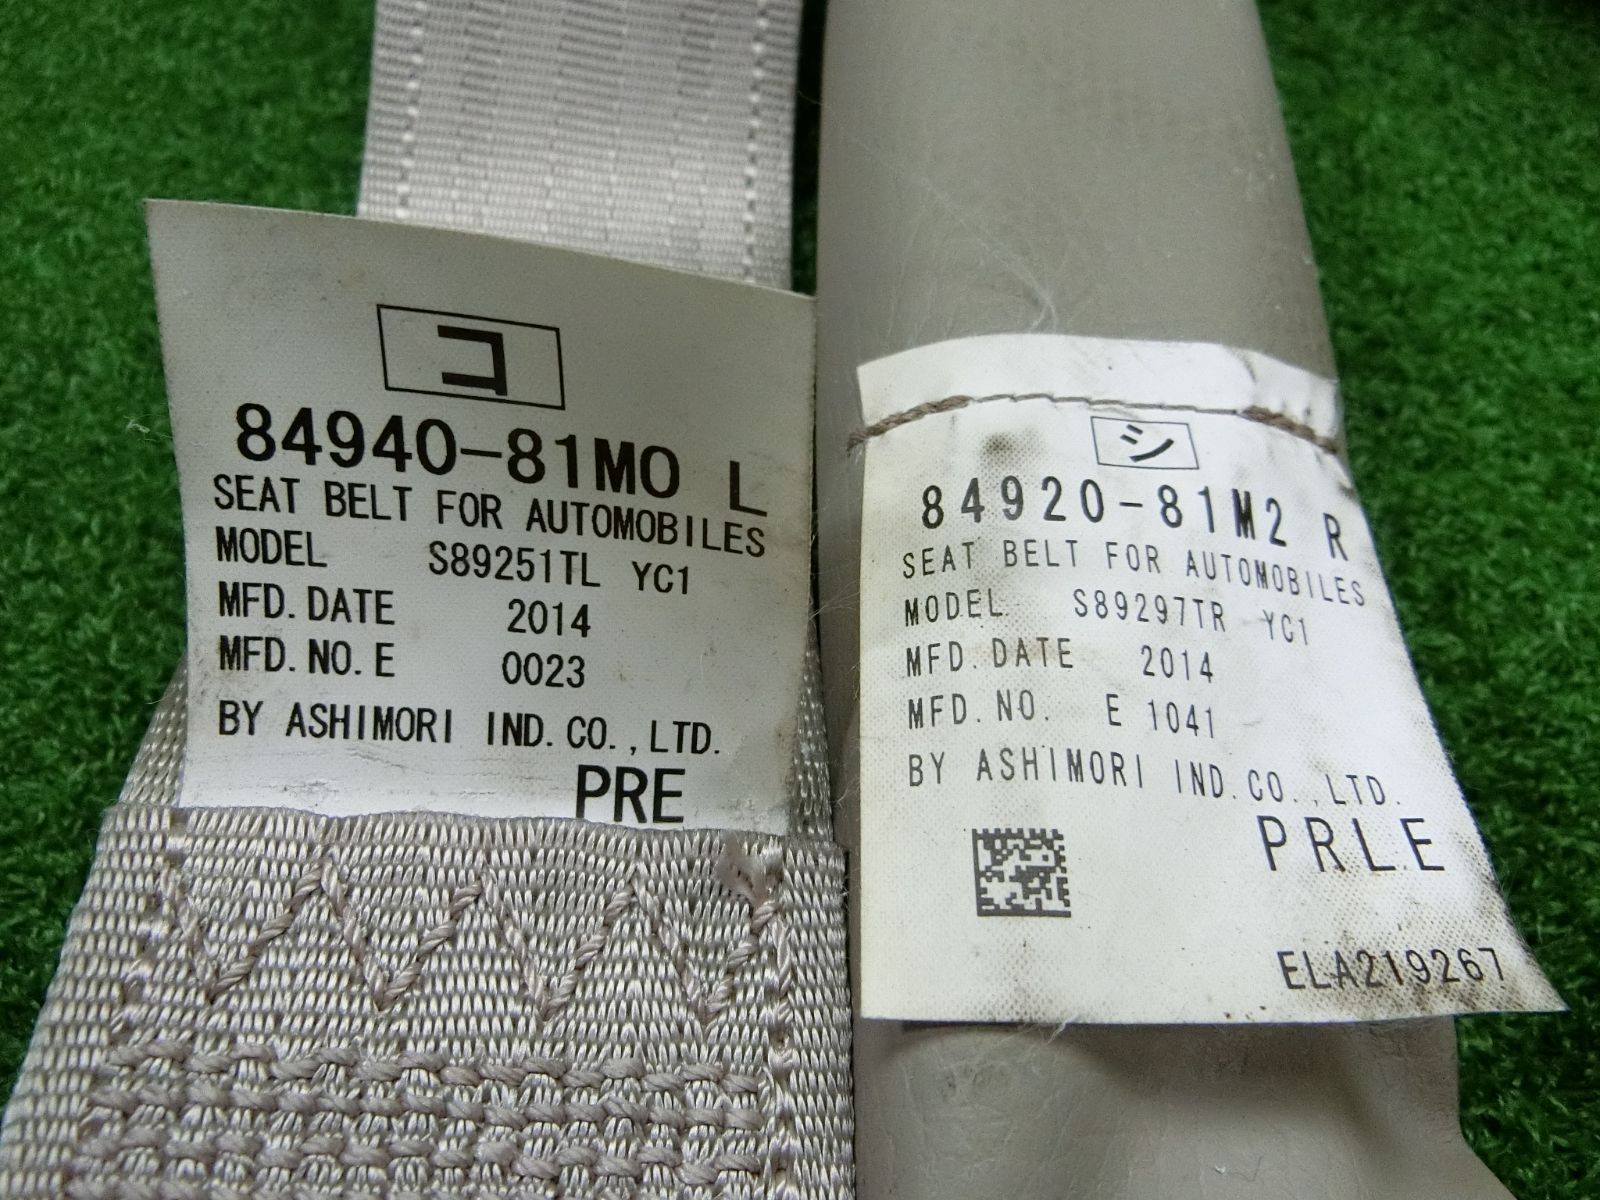 コ
84940-81M0 L
SEAT BELT FOR AUTOMOBILES
MODEL S89251TL YC1
MFD. DATE 2014
MFD. NO. E 0023
BY ASHIMORI IND. CO., LTD.
PRE
シ
84920-81M2 R
SEAT BELT FOR AUTOMOBILES
MODEL S89297TR YC1
MFD. DATE 2014
MFD. NO. E 1041
BY ASHIMORI IND. CO., LTD.
PRLE
ELA219267